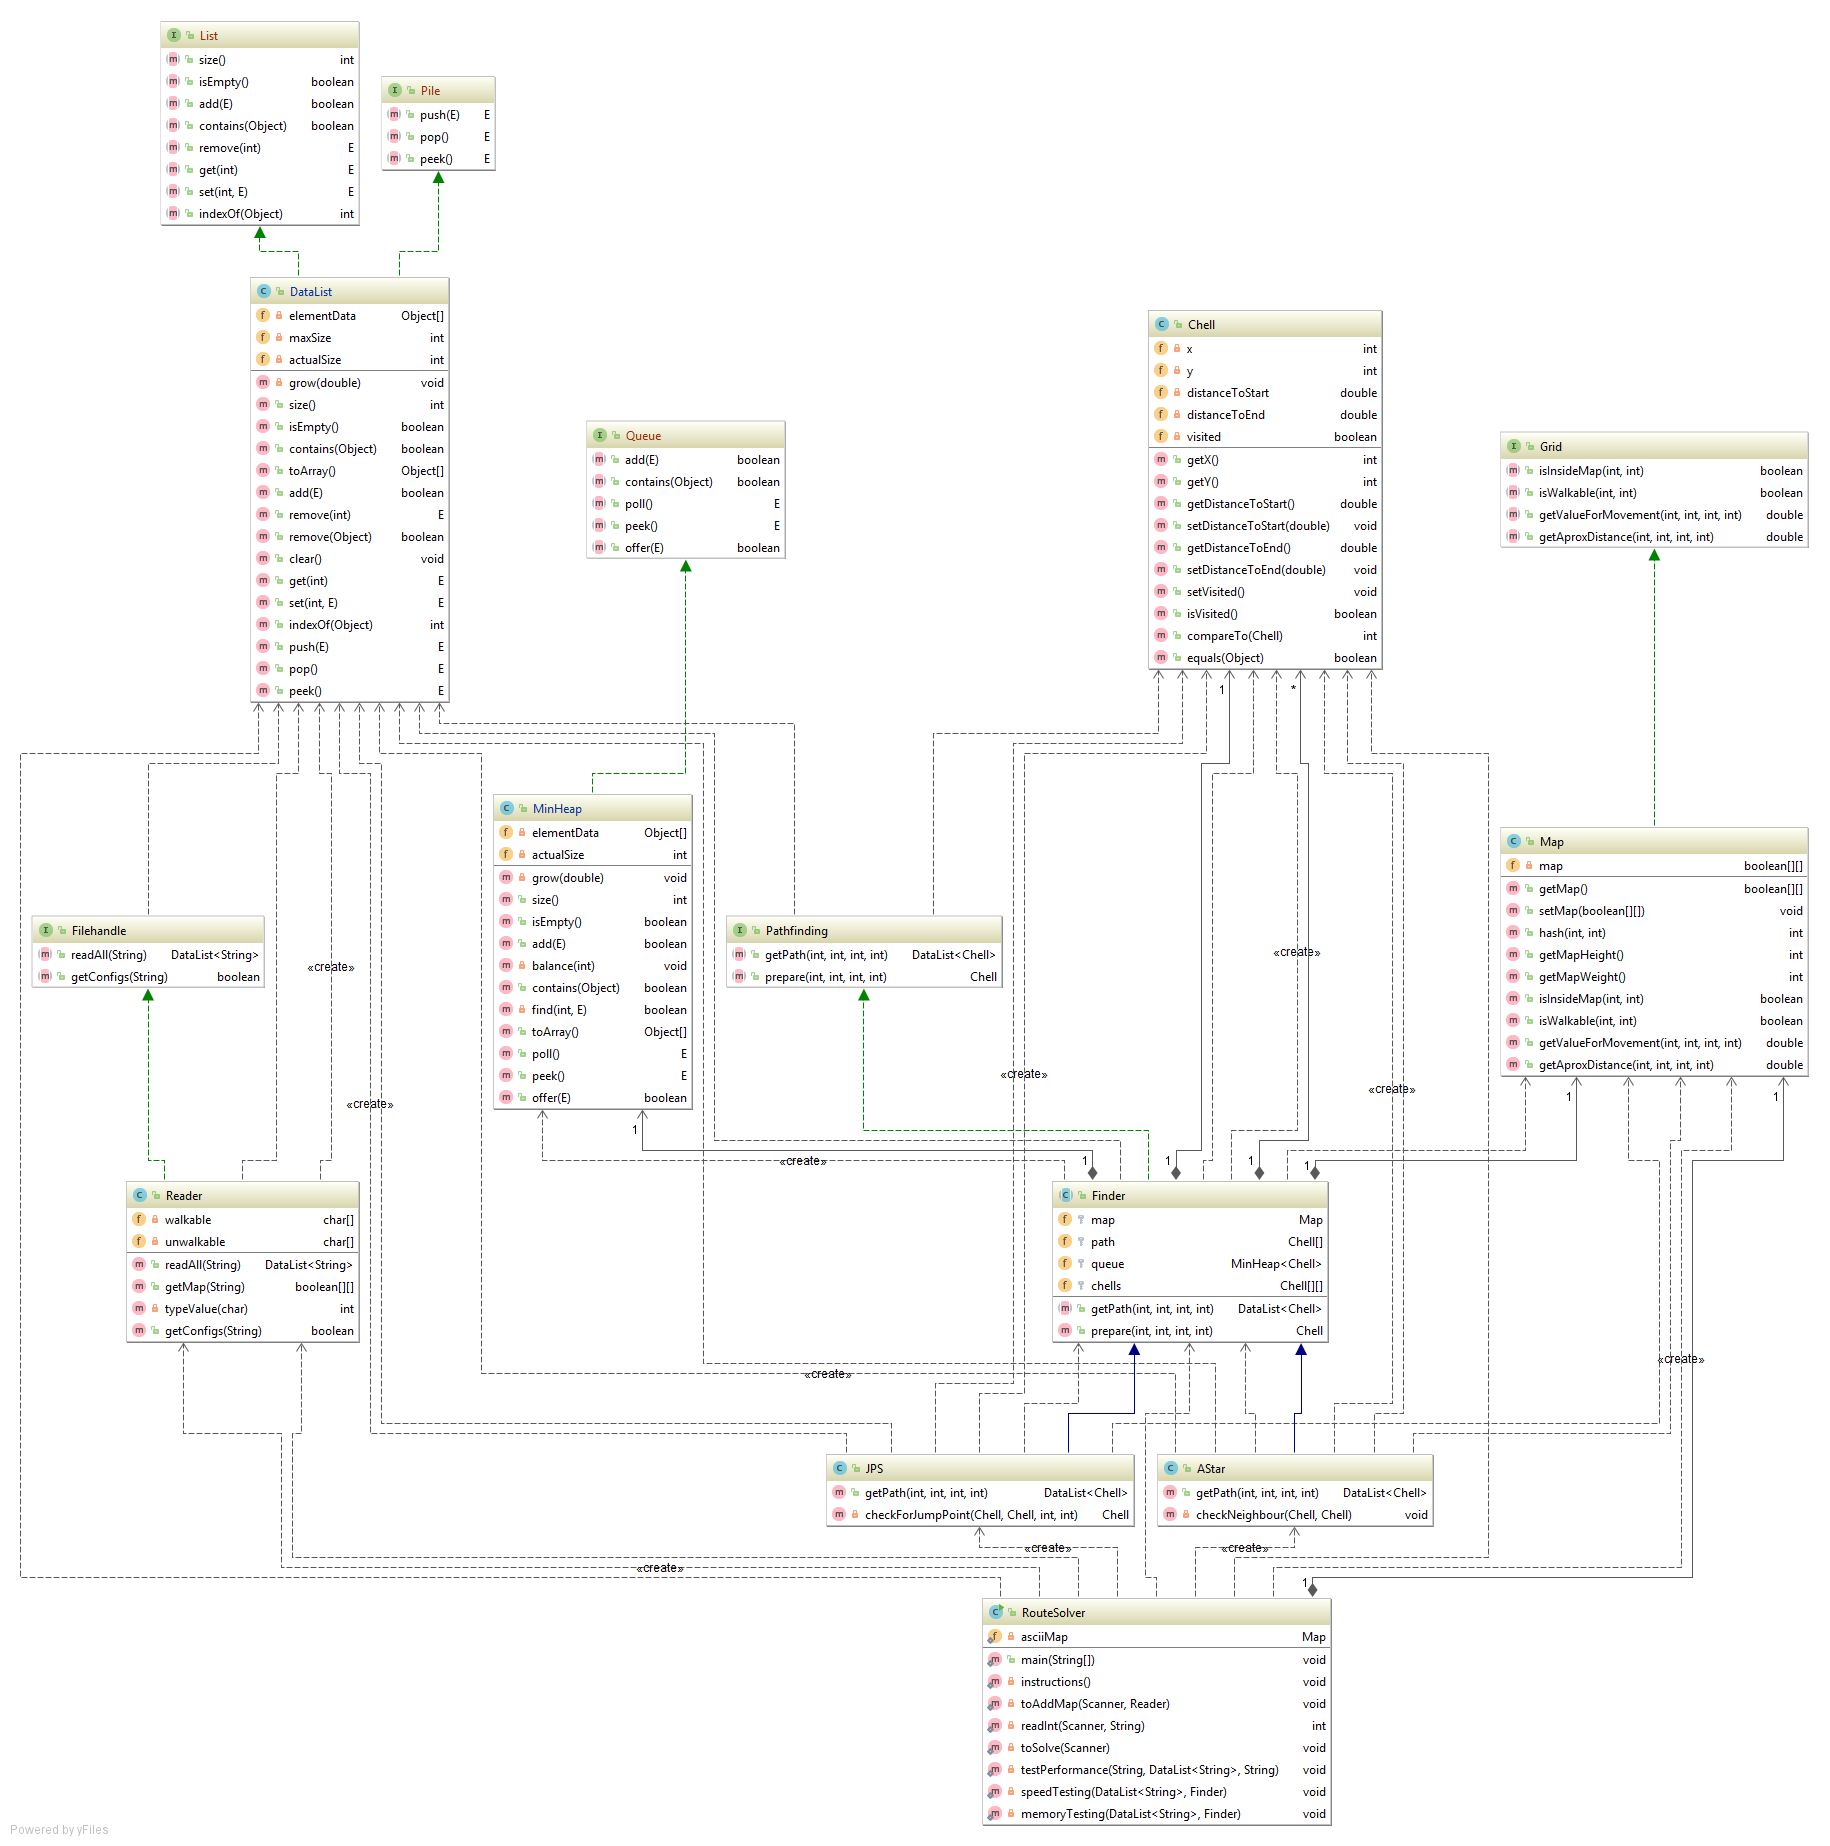 List
size() int
isEmpty() boolean
add(E) boolean
contains(Object) boolean
remove(int) E
get(int) E
set(int, E) E
indexOf(Object) int
Pile
push(E) E
pop() E
peek() E
DataList
elementData Object[]
maxSize int
actualSize int
grow(double) void
size() int
isEmpty() boolean
contains(Object) boolean
toArray() Object[]
add(E) boolean
remove(int) E
remove(Object) boolean
clear() void
get(int) E
set(int, E) E
indexOf(Object) int
push(E) E
pop() E
peek() E
Queue
add(E) boolean
contains(Object) boolean
poll() E
peek() E
offer(E) boolean
Chell
x int
y int
distanceToStart double
distanceToEnd double
visited boolean
getX() int
getY() int
getDistanceToStart() double
setDistanceToStart(double) void
getDistanceToEnd() double
setDistanceToEnd(double) void
setVisited() void
isVisited() boolean
compareTo(Chell) int
equals(Object) boolean
1
*
Grid
isInsideMap(int, int) boolean
isWalkable(int, int) boolean
getValueForMovement(int, int, int, int) double
getAproxDistance(int, int, int, int) double
MinHeap
elementData Object[]
actualSize int
grow(double) void
size() int
isEmpty() boolean
add(E) boolean
balance(int) void
contains(Object) boolean
find(int, E) boolean
toArray() Object[]
poll() E
peek() E
offer(E) boolean
Map
map boolean[][]
getMap() boolean[][]
setMap(boolean[][]) void
hash(int, int) int
getMapHeight() int
getMapWeight() int
isInsideMap(int, int) boolean
isWalkable(int, int) boolean
getValueForMovement(int, int, int, int) double
getAproxDistance(int, int, int, int) double
Filehandle
readAll(String) DataList<String>
getConfigs(String) boolean
Pathfinding
getPath(int, int, int, int) DataList<Chell>
prepare(int, int, int, int) Chell
«create»
«create»
«create»
«create»
«create»
1
1
1
«create»
1
1
1
1
Reader
walkable char[]
unwalkable char[]
readAll(String) DataList<String>
getMap(String) boolean[][]
typeValue(char) int
getConfigs(String) boolean
Finder
map Map
path Chell[]
queue MinHeap<Chell>
chells Chell[][]
getPath(int, int, int, int) DataList<Chell>
prepare(int, int, int, int) Chell
«create»
«create»
JPS
getPath(int, int, int, int) DataList<Chell>
checkForJumpPoint(Chell, Chell, int, int) Chell
AStar
getPath(int, int, int, int) DataList<Chell>
checkNeighbour(Chell, Chell) void
«create»
«create»
«create»
1
RouteSolver
asciiMap Map
main(String[]) void
instructions() void
toAddMap(Scanner, Reader) void
readInt(Scanner, String) int
toSolve(Scanner) void
testPerformance(String, DataList<String>, String) void
speedTesting(DataList<String>, Finder) void
memoryTesting(DataList<String>, Finder) void
Powered by yFiles